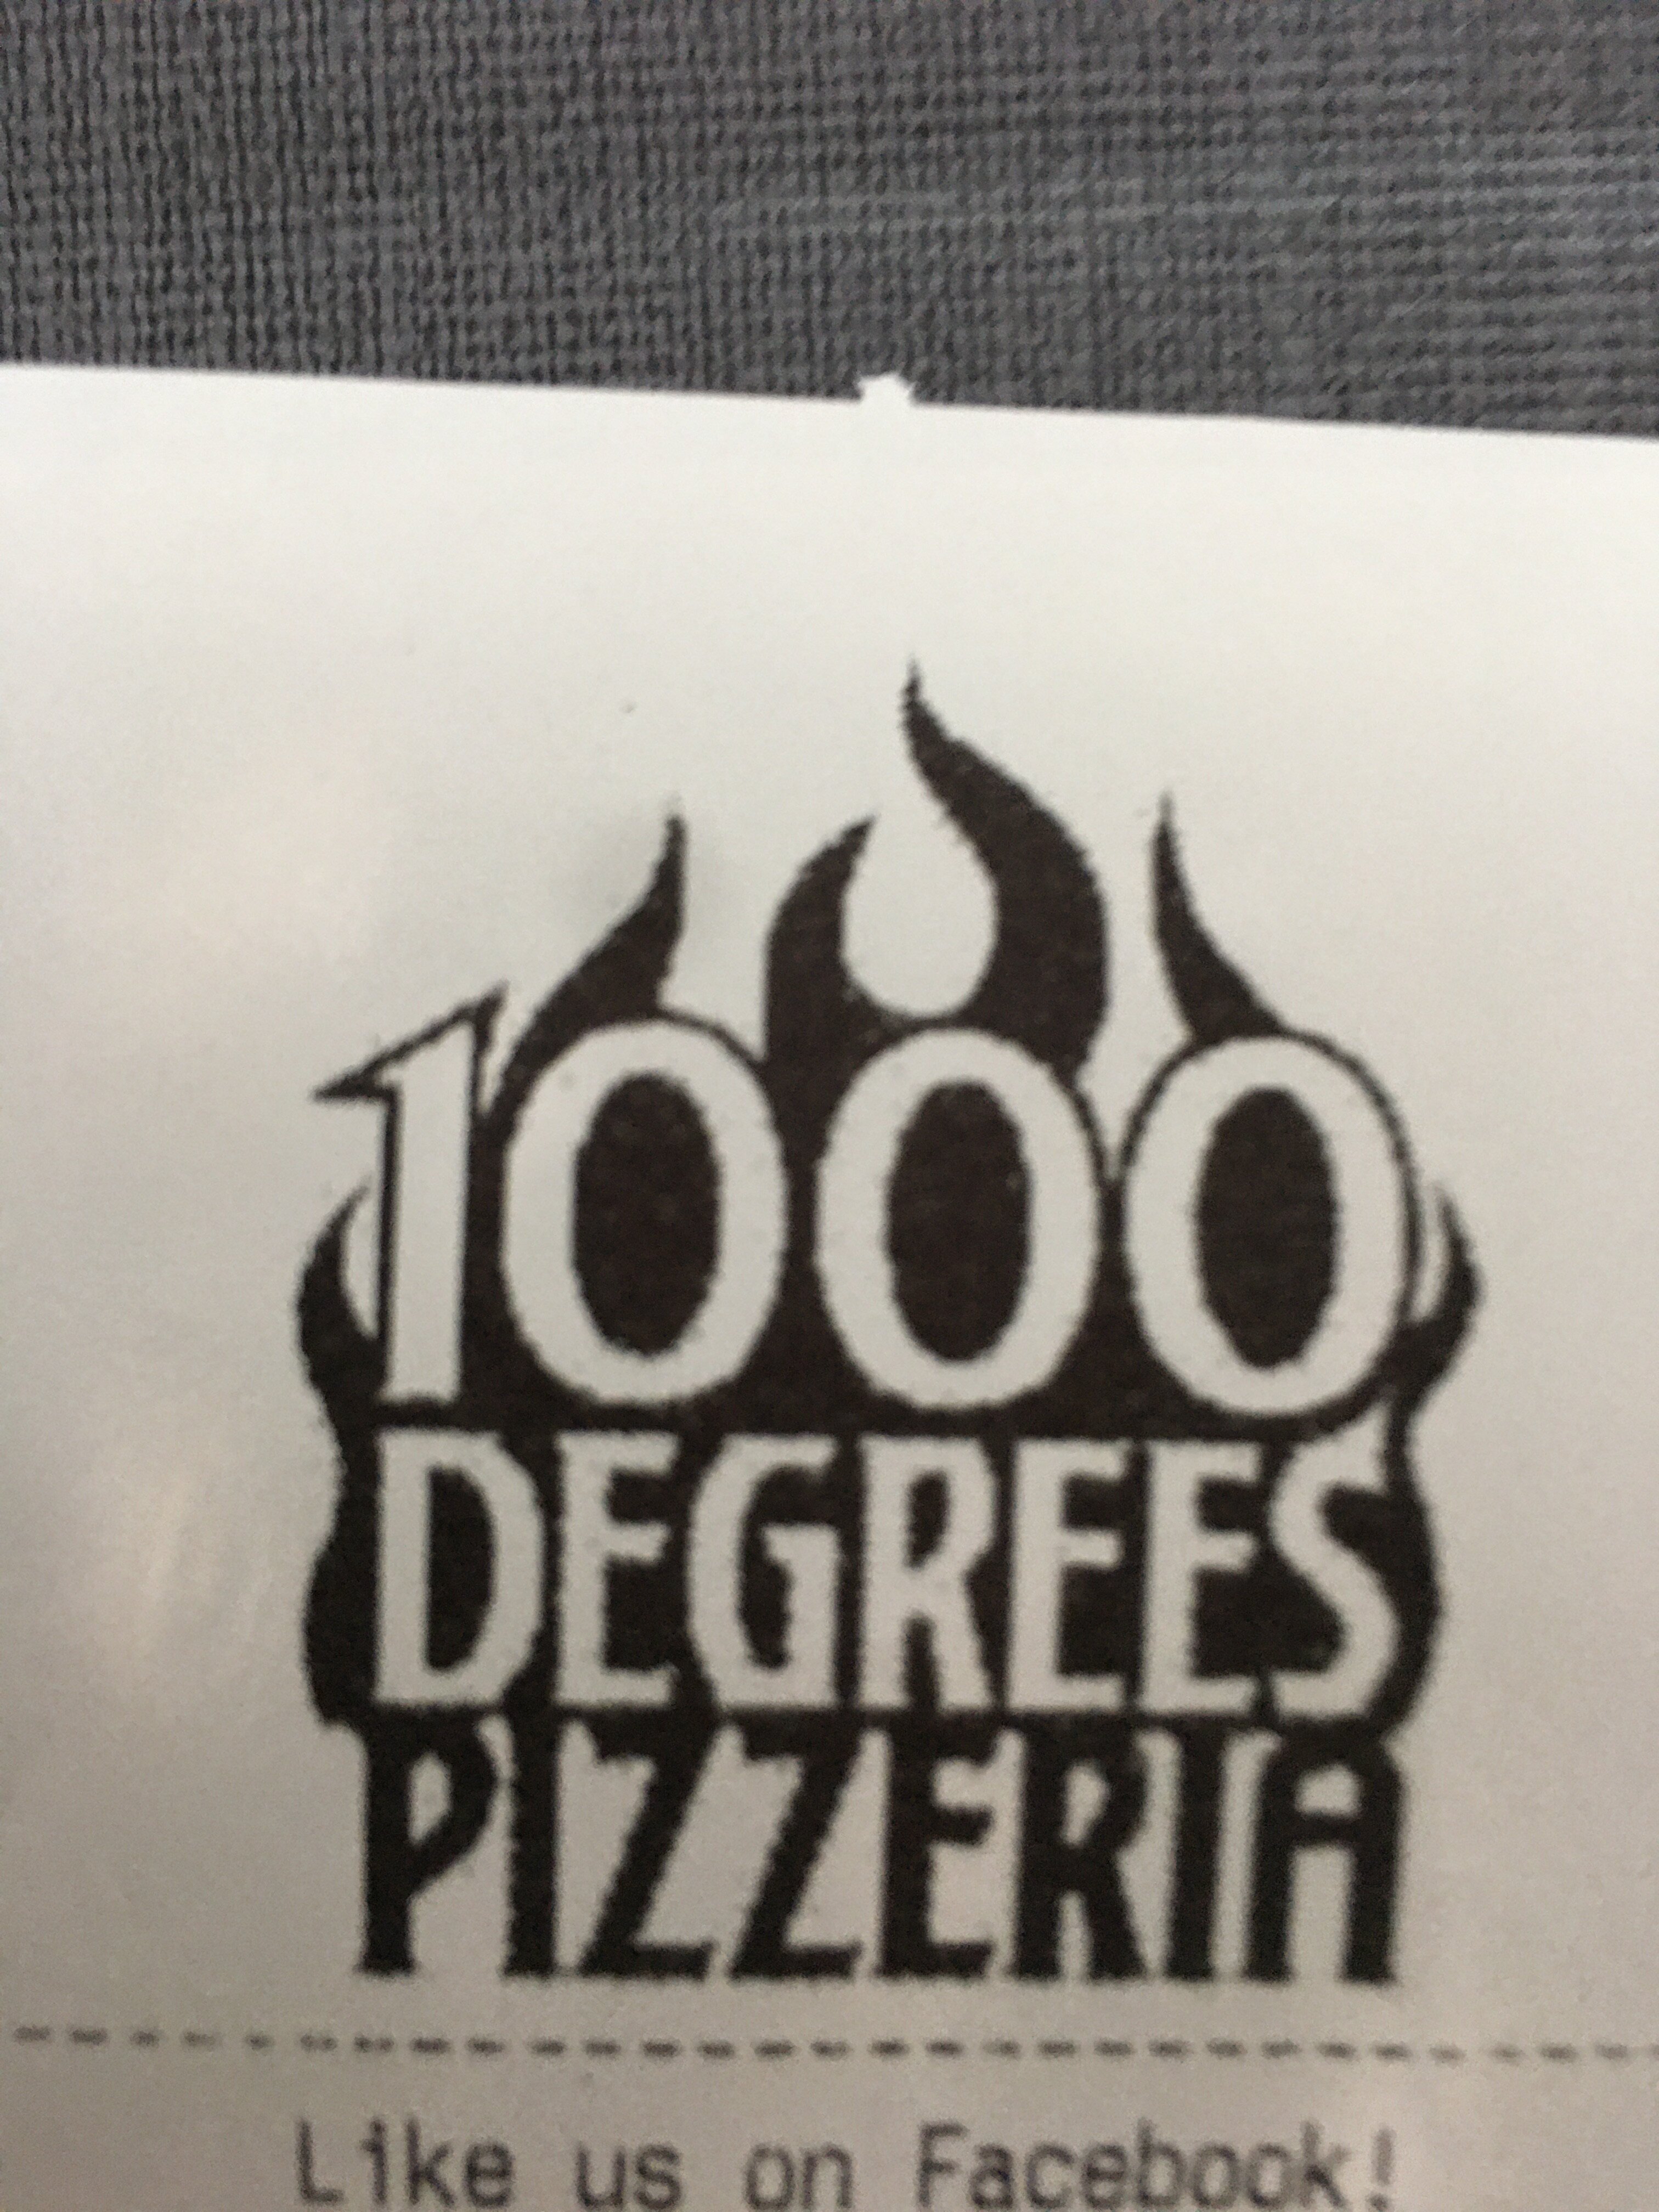 1000
DEGREES
PIZZERIA
Like us on Facebook!